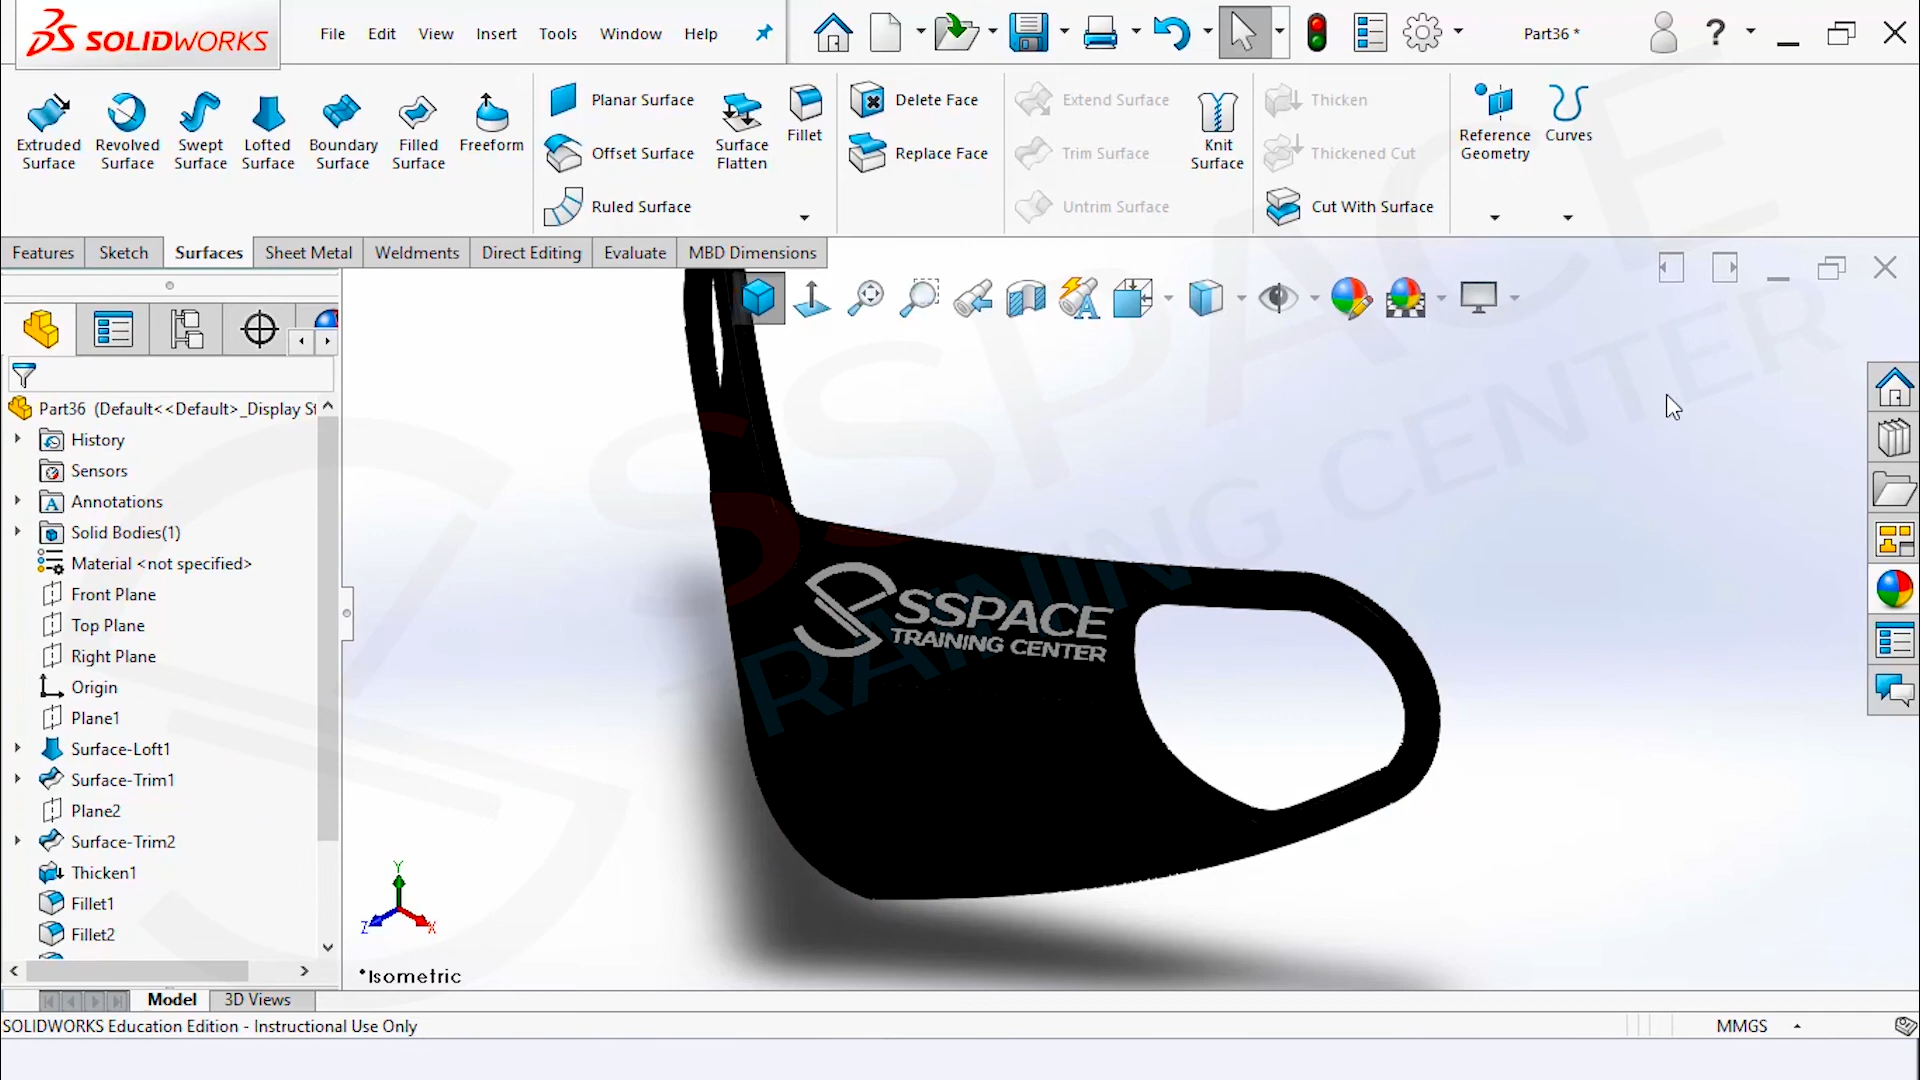 SOLIDWORKS
File Edit View Insert Tools Window Help
Part36 *
Extruded Surface
Revolved Surface
Swept Surface
Lofted Surface
Boundary Surface
Filled Surface
Freeform
Planar Surface
Offset Surface
Ruled Surface
Surface Flatten
Fillet
Delete Face
Replace Face
Extend Surface
Trim Surface
Untrim Surface
Knit Surface
Thicken
Thickened Cut
Cut With Surface
Reference Geometry
Curves
Features Sketch Surfaces Sheet Metal Weldments Direct Editing Evaluate MBD Dimensions
Part36 (Default<<Default>_Display St
History
Sensors
Annotations
Solid Bodies(1)
Material <not specified>
Front Plane
Top Plane
Right Plane
Origin
Plane1
Surface-Loft1
Surface-Trim1
Plane2
Surface-Trim2
Thicken1
Fillet1
Fillet2
SSPACE
TRAINING CENTER
SSPACE
TRAINING CENTER
Y
Z
X
*Isometric
Model 3D Views
SOLIDWORKS Education Edition - Instructional Use Only
MMGS